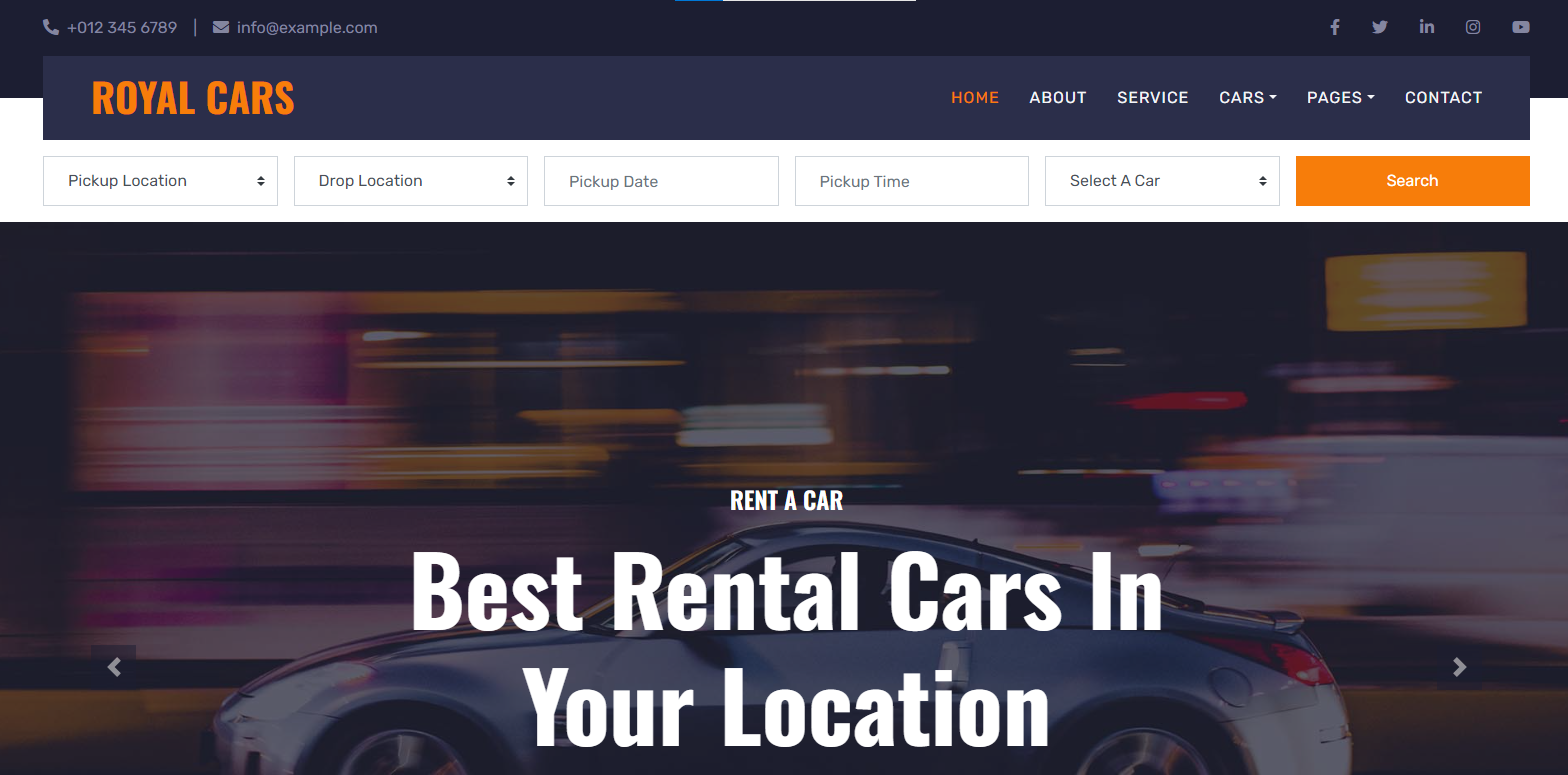 +012 345 6789 | info@example.com
ROYAL CARS
HOME ABOUT SERVICE CARS PAGES CONTACT
Pickup Location Drop Location Pickup Date Pickup Time Select A Car Search
RENT A CAR
Best Rental Cars In
Your Location